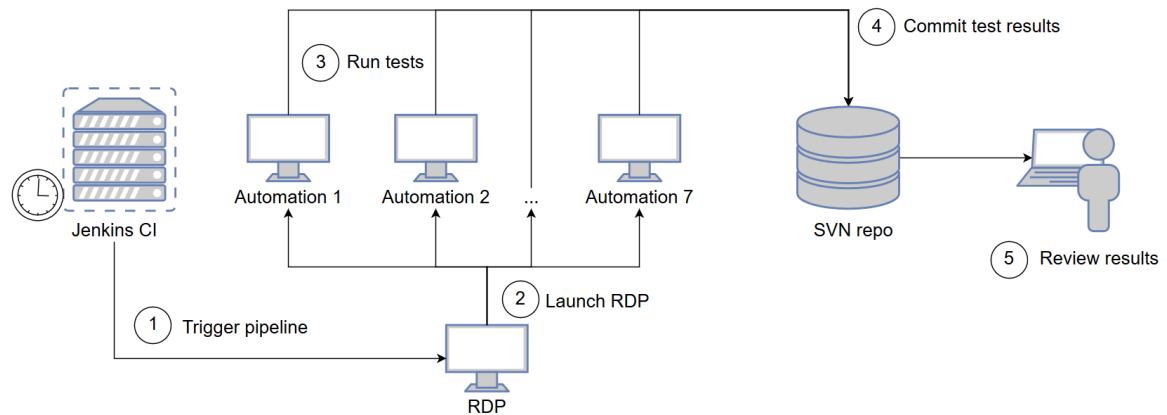 4 Commit test results
3 Run tests
Automation 1
Automation 2
...
Automation 7
Jenkins CI
SVN repo
5 Review results
2 Launch RDP
1 Trigger pipeline
RDP